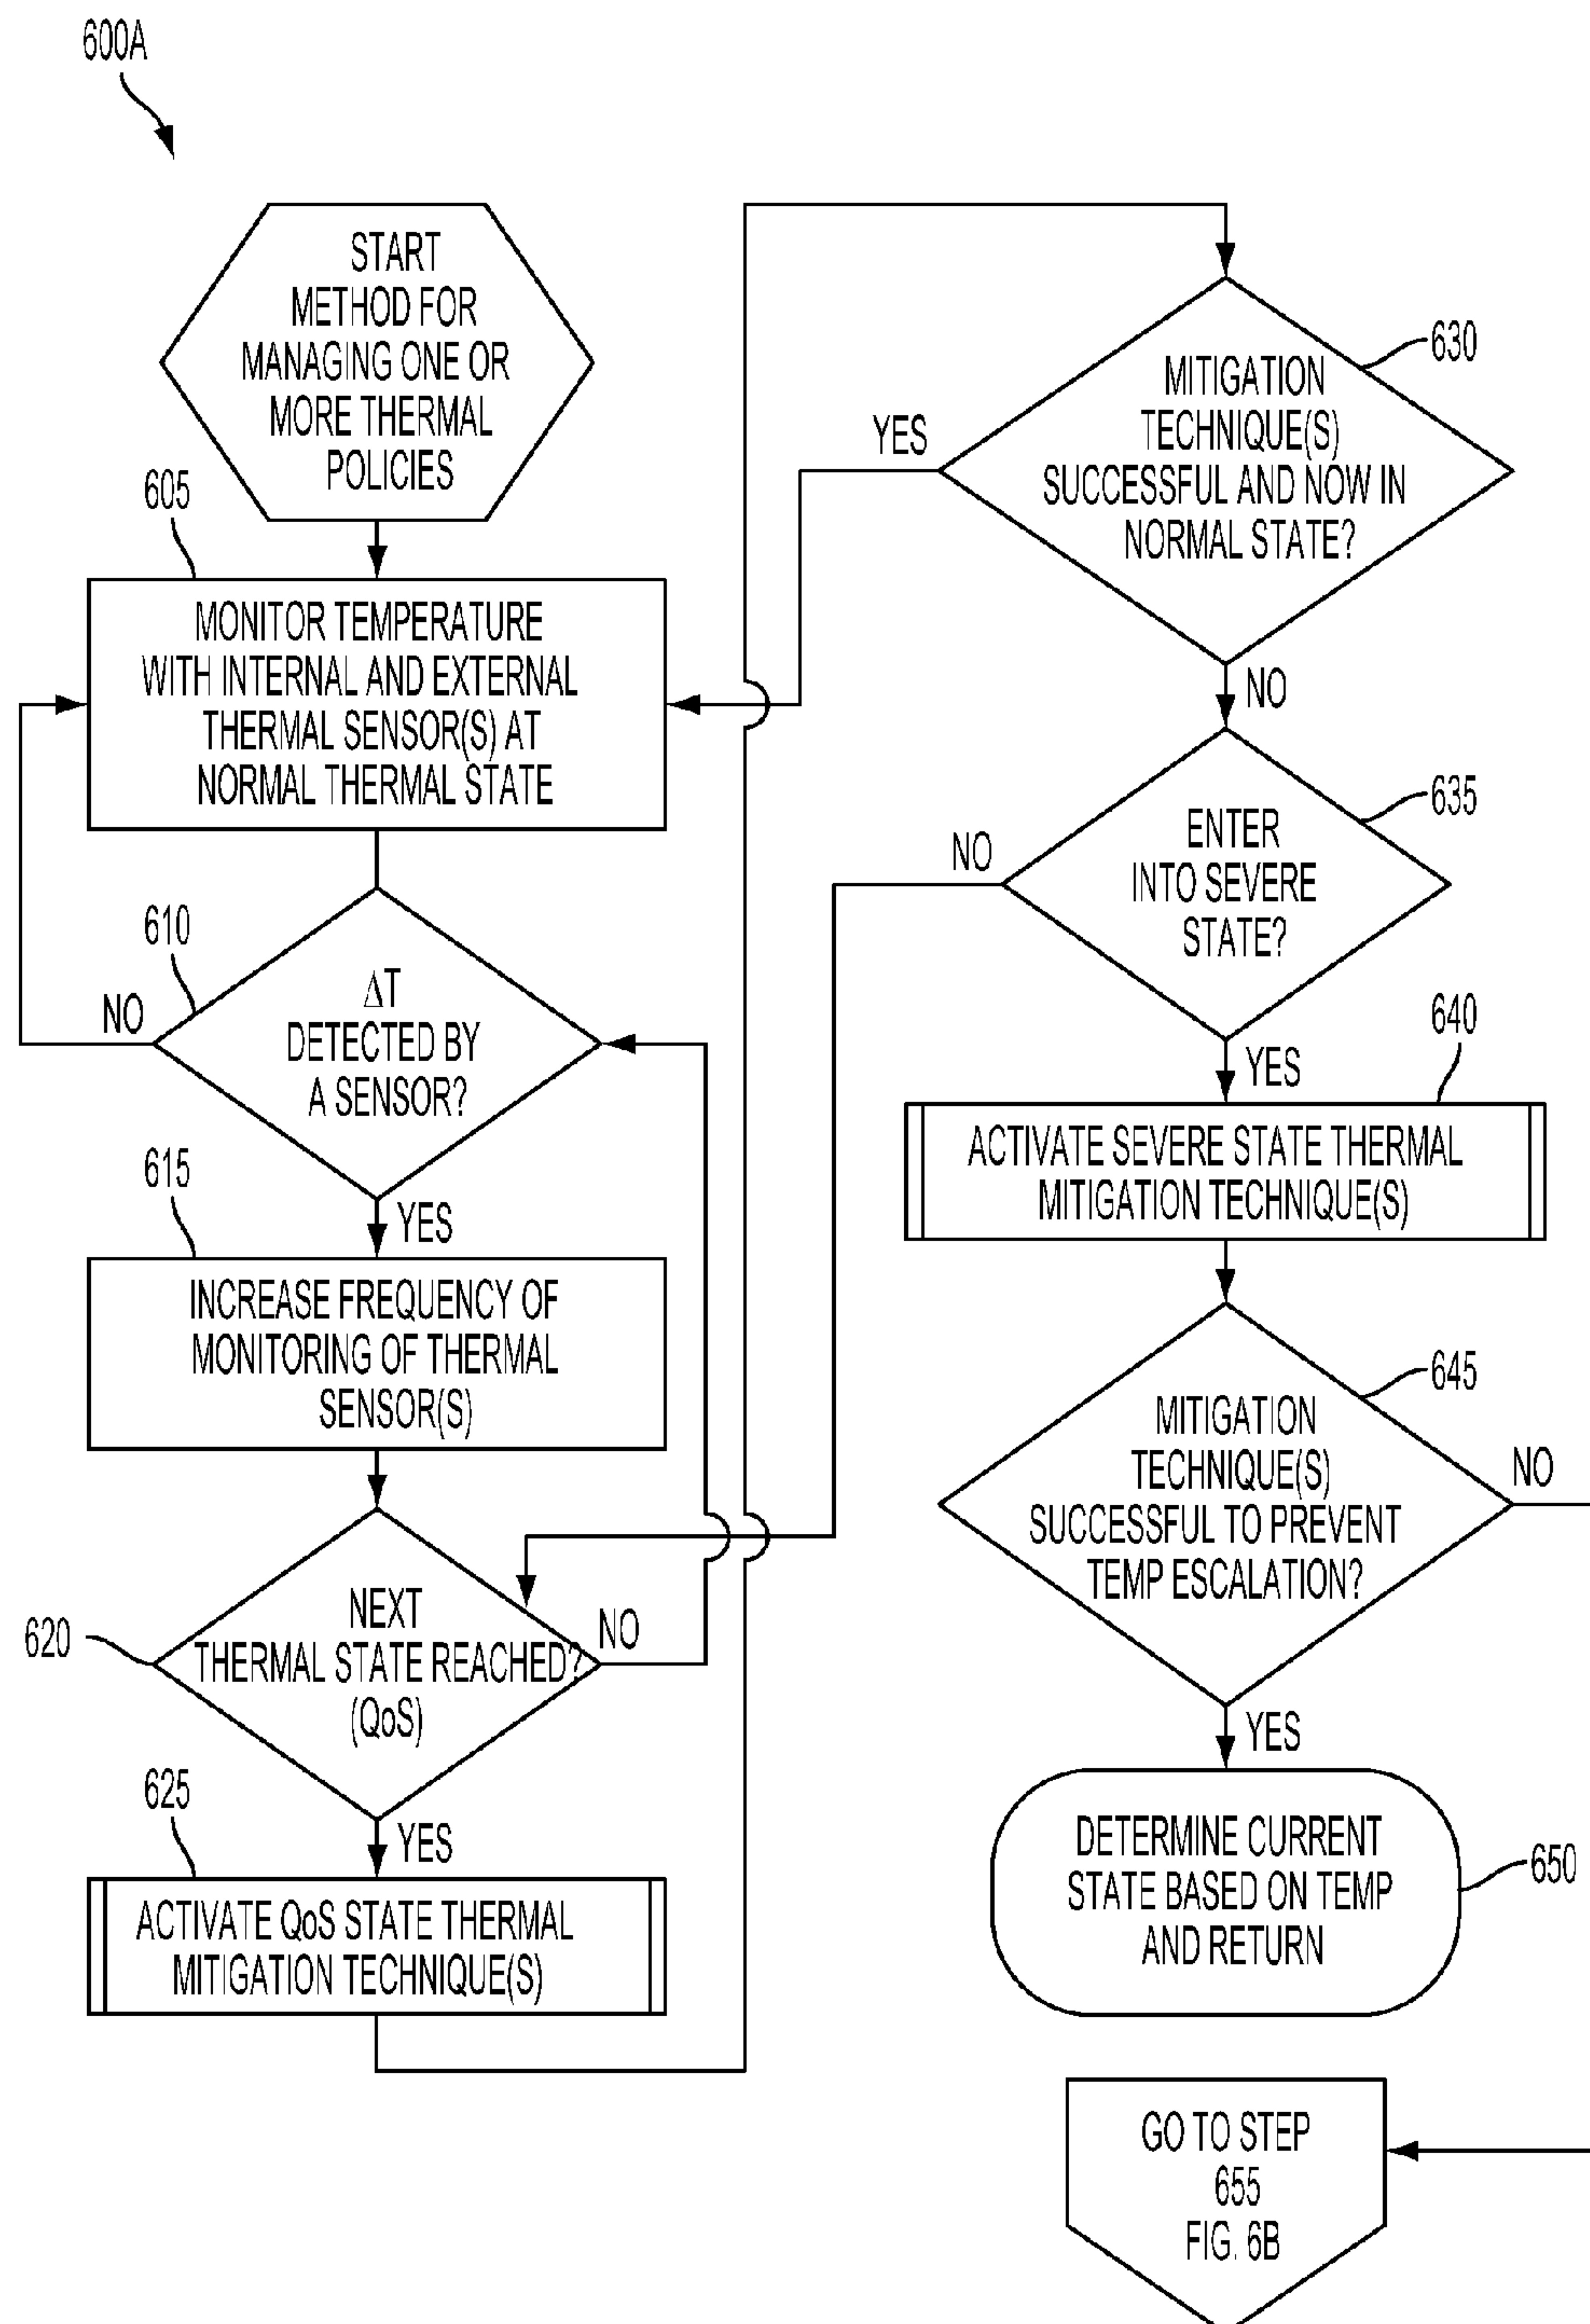 600A
START
METHOD FOR
MANAGING ONE OR
MORE THERMAL
POLICIES
605
MONITOR TEMPERATURE
WITH INTERNAL AND EXTERNAL
THERMAL SENSOR(S) AT
NORMAL THERMAL STATE
610
ΔT
DETECTED BY
A SENSOR?
NO
YES
615
INCREASE FREQUENCY OF
MONITORING OF THERMAL
SENSOR(S)
620
NEXT
THERMAL STATE REACHED?
(QoS)
NO
YES
625
ACTIVATE QoS STATE THERMAL
MITIGATION TECHNIQUE(S)
630
MITIGATION
TECHNIQUE(S)
SUCCESSFUL AND NOW IN
NORMAL STATE?
YES
NO
635
ENTER
INTO SEVERE
STATE?
NO
YES
640
ACTIVATE SEVERE STATE THERMAL
MITIGATION TECHNIQUE(S)
645
MITIGATION
TECHNIQUE(S)
SUCCESSFUL TO PREVENT
TEMP ESCALATION?
NO
YES
650
DETERMINE CURRENT
STATE BASED ON TEMP
AND RETURN
GO TO STEP
655
FIG. 6B